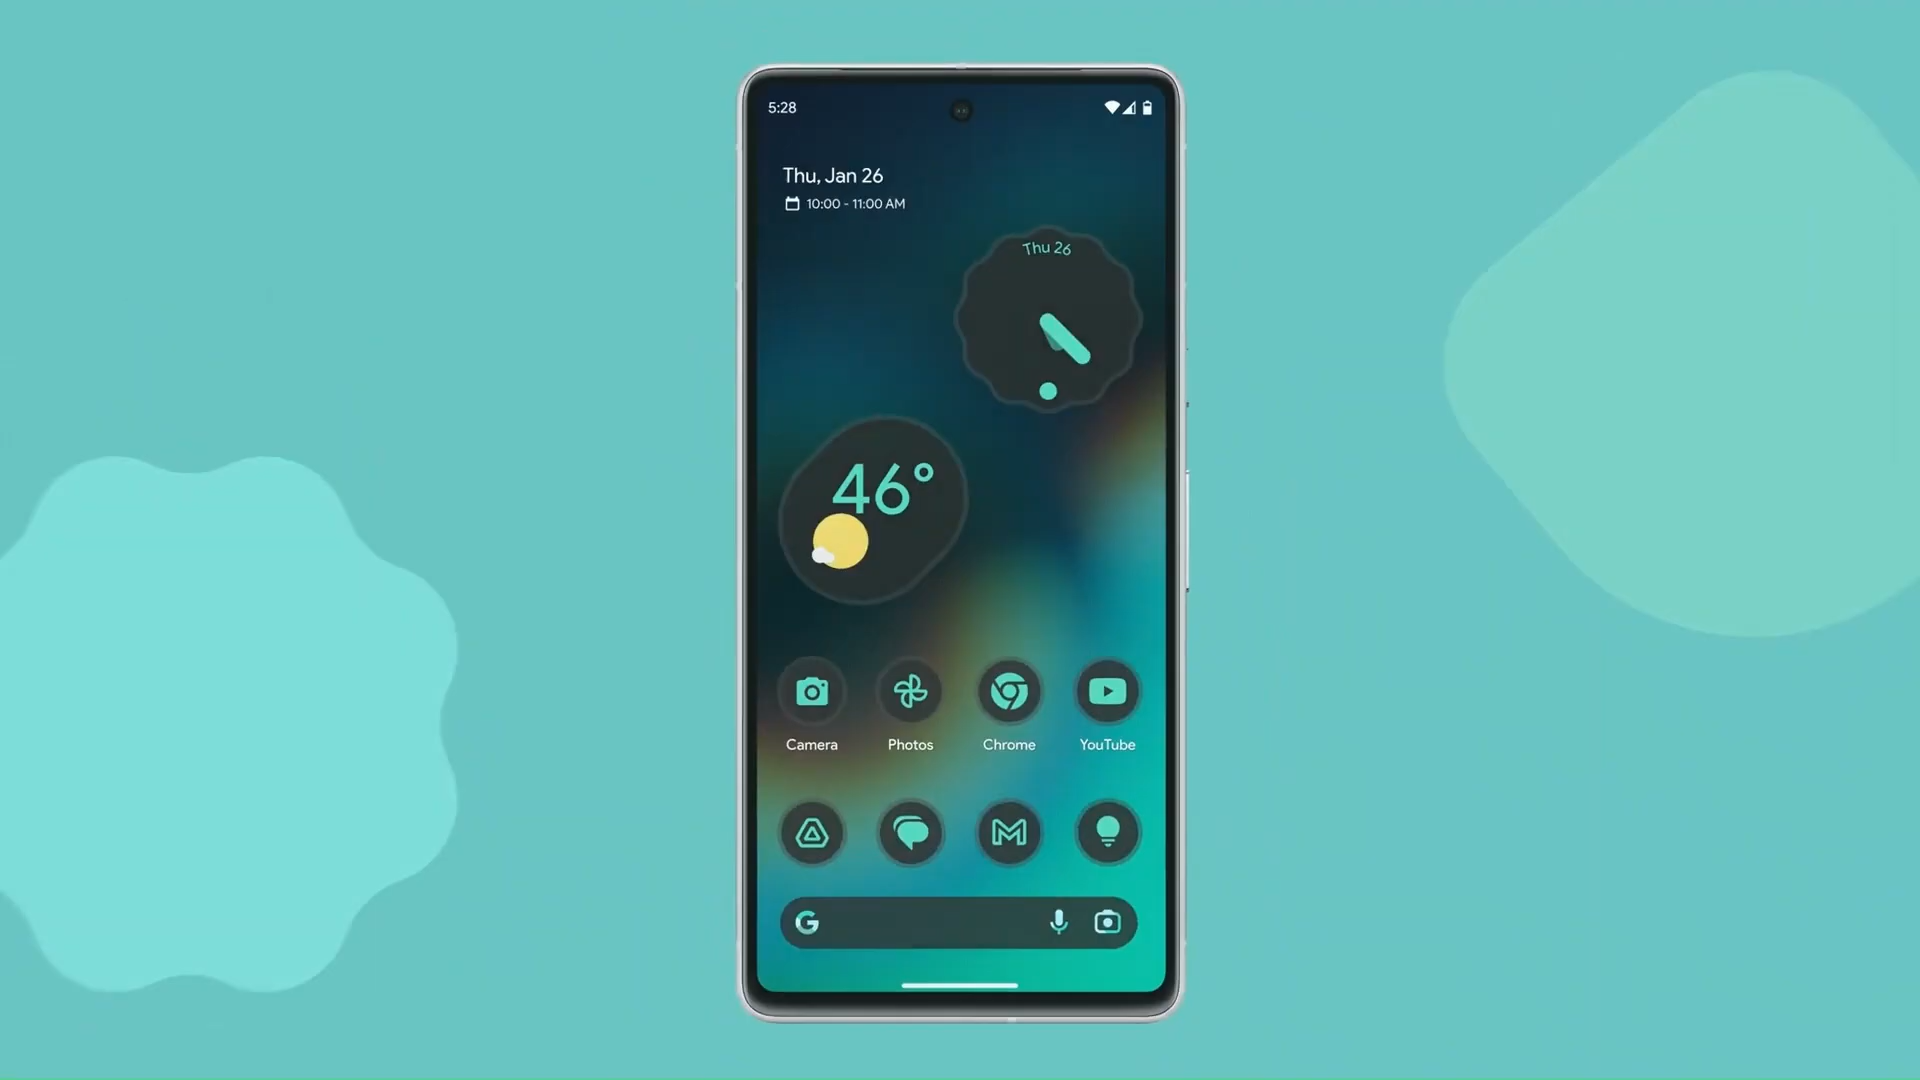 5:28
Thu, Jan 26
10:00 - 11:00 AM
Thu 26
46°
Camera
Photos
Chrome
YouTube